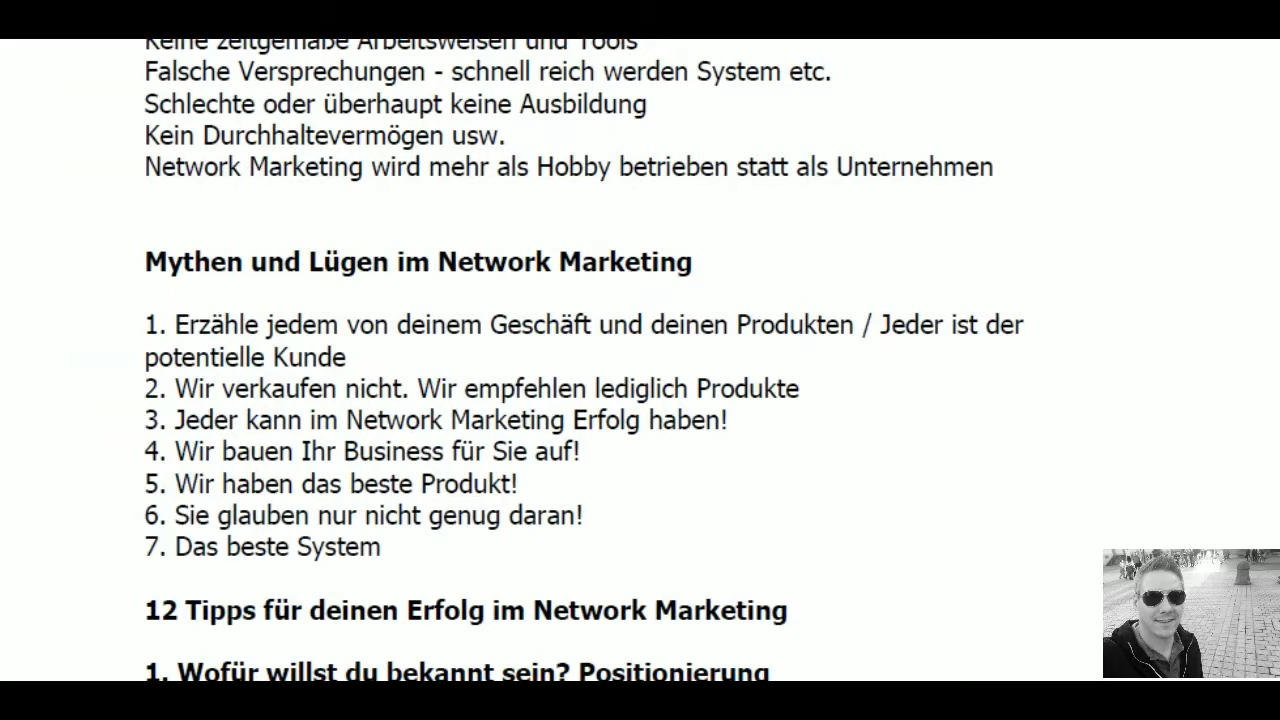 Keine zeitgemäße Arbeitsweisen und Tools
Falsche Versprechungen - schnell reich werden System etc.
Schlechte oder überhaupt keine Ausbildung
Kein Durchhaltevermögen usw.
Network Marketing wird mehr als Hobby betrieben statt als Unternehmen
Mythen und Lügen im Network Marketing
1. Erzähle jedem von deinem Geschäft und deinen Produkten / Jeder ist der
potentielle Kunde
2. Wir verkaufen nicht. Wir empfehlen lediglich Produkte
3. Jeder kann im Network Marketing Erfolg haben!
4. Wir bauen Ihr Business für Sie auf!
5. Wir haben das beste Produkt!
6. Sie glauben nur nicht genug daran!
7. Das beste System
12 Tipps für deinen Erfolg im Network Marketing
1. Wofür willst du bekannt sein? Positionierung